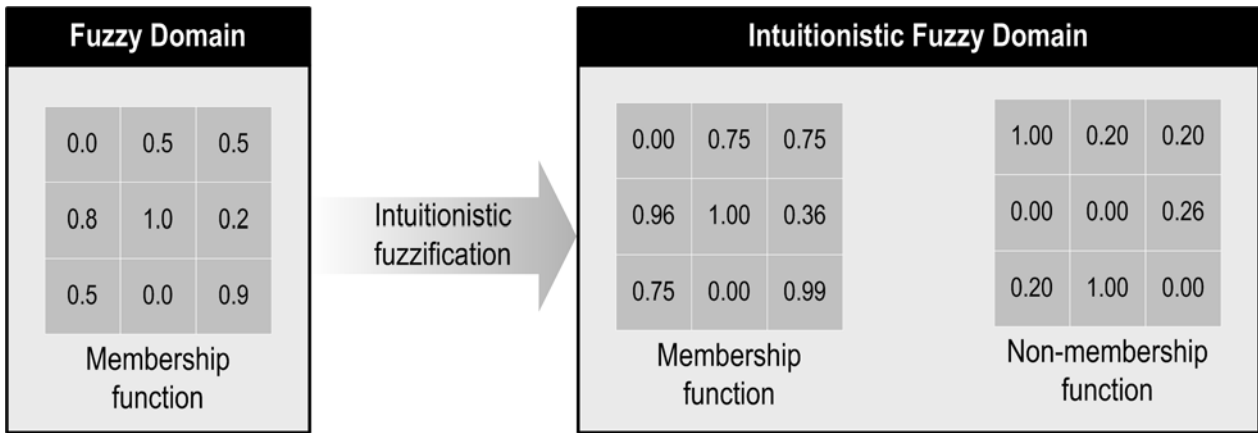 Fuzzy Domain
0.0 0.5 0.5
0.8 1.0 0.2
0.5 0.0 0.9
Membership
function
Intuitionistic
fuzzification
Intuitionistic Fuzzy Domain
0.00 0.75 0.75
0.96 1.00 0.36
0.75 0.00 0.99
Membership
function
1.00 0.20 0.20
0.00 0.00 0.26
0.20 1.00 0.00
Non-membership
function